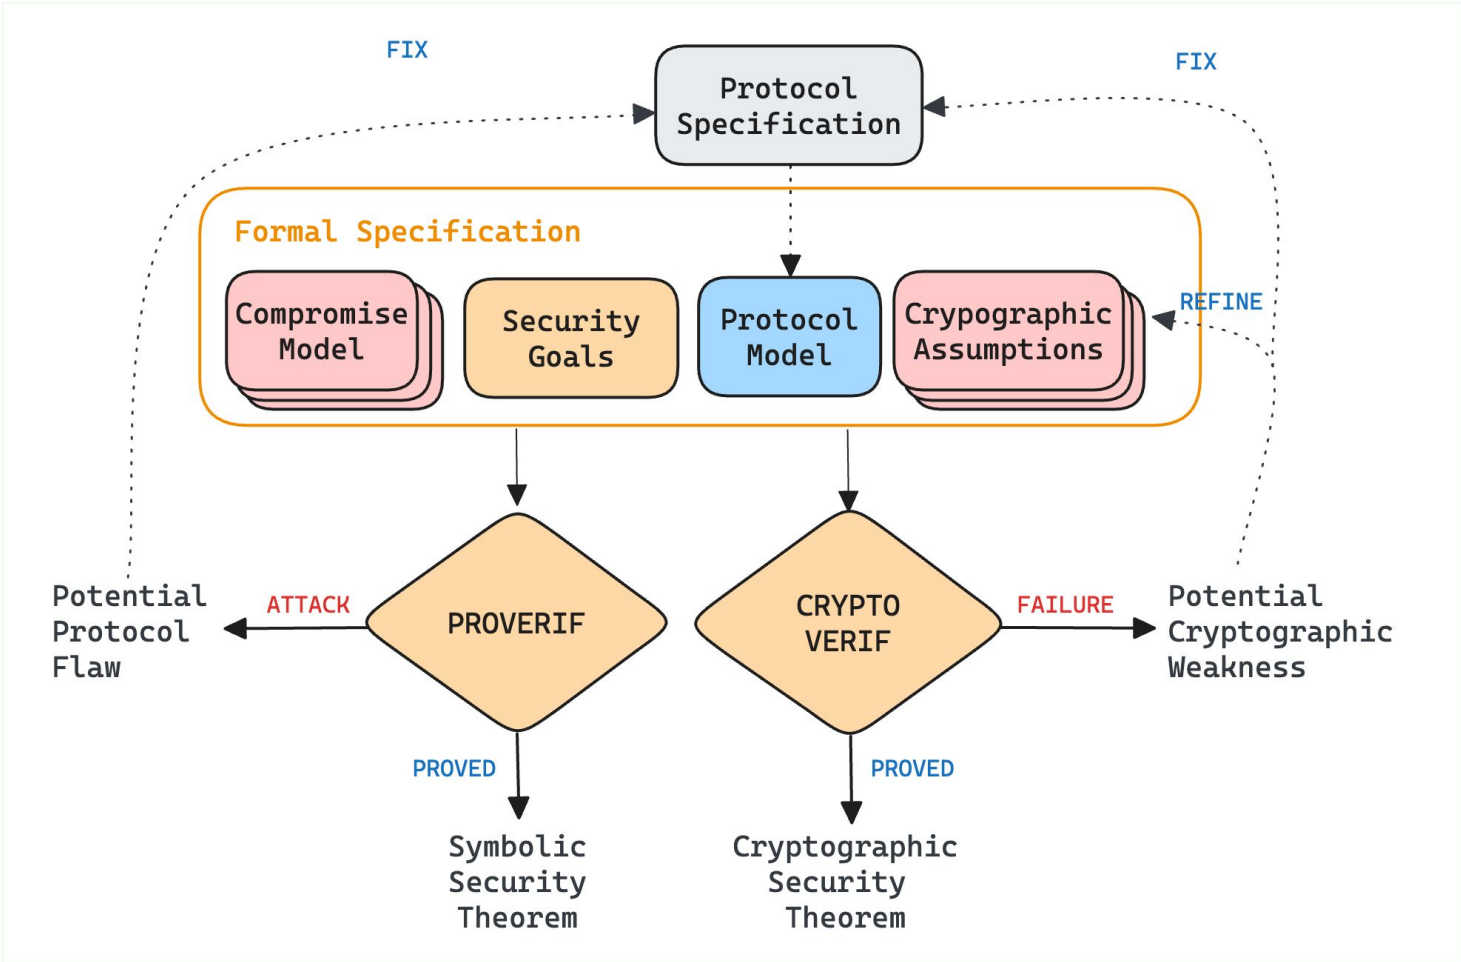 FIX
FIX
Protocol
Specification
Formal Specification
Compromise
Model
Security
Goals
Protocol
Model
Crypographic
Assumptions
REFINE
PROVERIF
CRYPTO
VERIF
ATTACK
FAILURE
Potential
Protocol
Flaw
Potential
Cryptographic
Weakness
PROVED
PROVED
Symbolic
Security
Theorem
Cryptographic
Security
Theorem